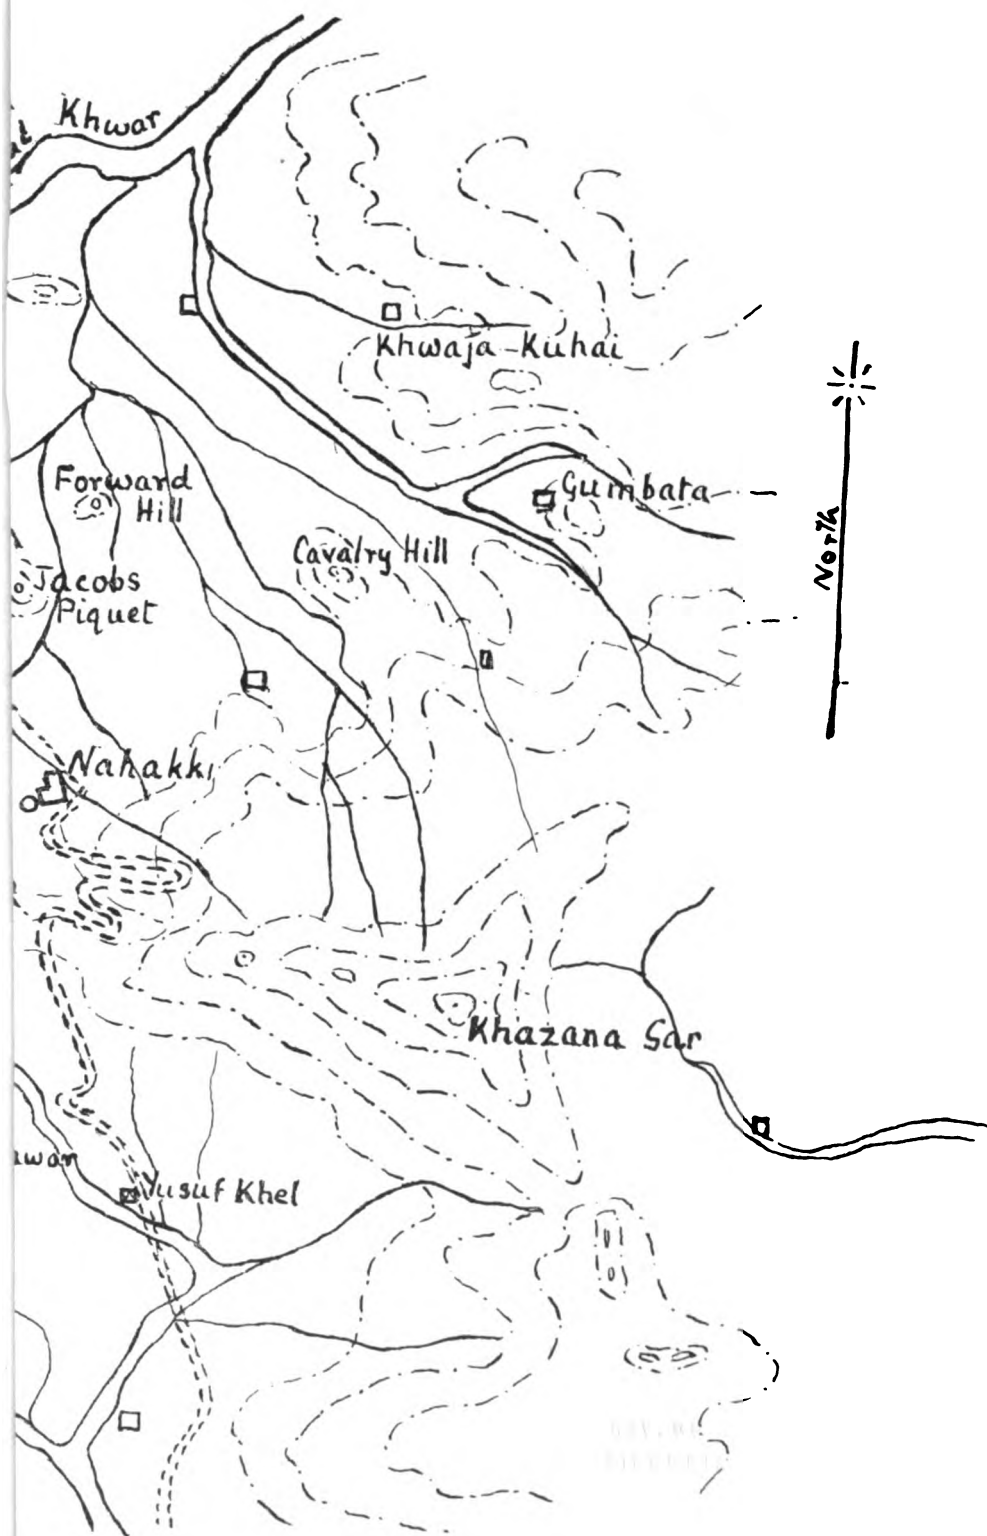 Khwar
Khwaja-Kuhai
Gumbata
Forward
Hill
Cavalry Hill
Jacobs
Piquet
North
Nahakki
Khazana Sar
Yusuf Khel